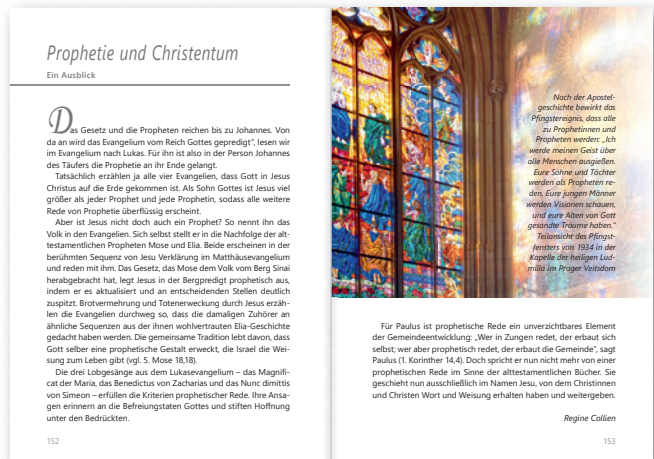 Prophetie und Christentum
Ein Ausblick
Das Gesetz und die Propheten reichen bis zu Johannes. Von
da an wird das Evangelium vom Reich Gottes gepredigt“, lesen wir
im Evangelium nach Lukas. Für ihn ist also in der Person Johannes
des Täufers die Prophetie an ihr Ende gelangt.
Tatsächlich erzählen ja alle vier Evangelien, dass Gott in Jesus
Christus auf die Erde gekommen ist. Als Sohn Gottes ist Jesus viel
größer als jeder Prophet und jede Prophetin, sodass alle weitere
Rede von Prophetie überflüssig erscheint.
Aber ist Jesus nicht doch auch ein Prophet? So nennt ihn das
Volk in den Evangelien. Sich selbst stellt er in die Nachfolge der alt-
testamentlichen Propheten Mose und Elia. Beide erscheinen in der
berühmten Sequenz von Jesu Verklärung im Matthäusevangelium
und reden mit ihm. Das Gesetz, das Mose dem Volk vom Berg Sinai
herabgebracht hat, legt Jesus in der Bergpredigt prophetisch aus,
indem er es aktualisiert und an entscheidenden Stellen deutlich
zuspitzt. Brotvermehrung und Totenerweckung durch Jesus erzäh-
len die Evangelien durchweg so, dass die damaligen Zuhörer an
ähnliche Sequenzen aus der ihnen wohlvertrauten Elia-Geschichte
gedacht haben werden. Die gemeinsame Tradition lebt davon, dass
Gott selber eine prophetische Gestalt erweckt, die Israel die Wei-
sung zum Leben gibt (vgl. 5. Mose 18,18).
Die drei Lobgesänge aus dem Lukasevangelium – das Magnifi-
cat der Maria, das Benedictus von Zacharias und das Nunc dimittis
von Simeon – erfüllen die Kriterien prophetischer Rede. Ihre Ansa-
gen erinnern an die Befreiungstaten Gottes und stiften Hoffnung
unter den Bedrückten.
152
Nach der Apostel-
geschichte bewirkt das
Pfingstereignis, dass alle
zu Prophetinnen und
Propheten werden: „Ich
werde meinen Geist über
alle Menschen ausgießen.
Eure Söhne und Töchter
werden als Propheten re-
den. Eure jungen Männer
werden Visionen schauen,
und eure Alten von Gott
gesandte Träume haben.“
Teilansicht des Pfingst-
fensters von 1934 in der
Kapelle der heiligen Lud-
milla im Prager Veitsdom
Für Paulus ist prophetische Rede ein unverzichtbares Element
der Gemeindeentwicklung: „Wer in Zungen redet, der erbaut sich
selbst; wer aber prophetisch redet, der erbaut die Gemeinde“, sagt
Paulus (1. Korinther 14,4). Doch spricht er nun nicht mehr von einer
prophetischen Rede im Sinne der alttestamentlichen Bücher. Sie
geschieht nun ausschließlich im Namen Jesu, von dem Christinnen
und Christen Wort und Weisung erhalten haben und weitergeben.
Regine Collien
153